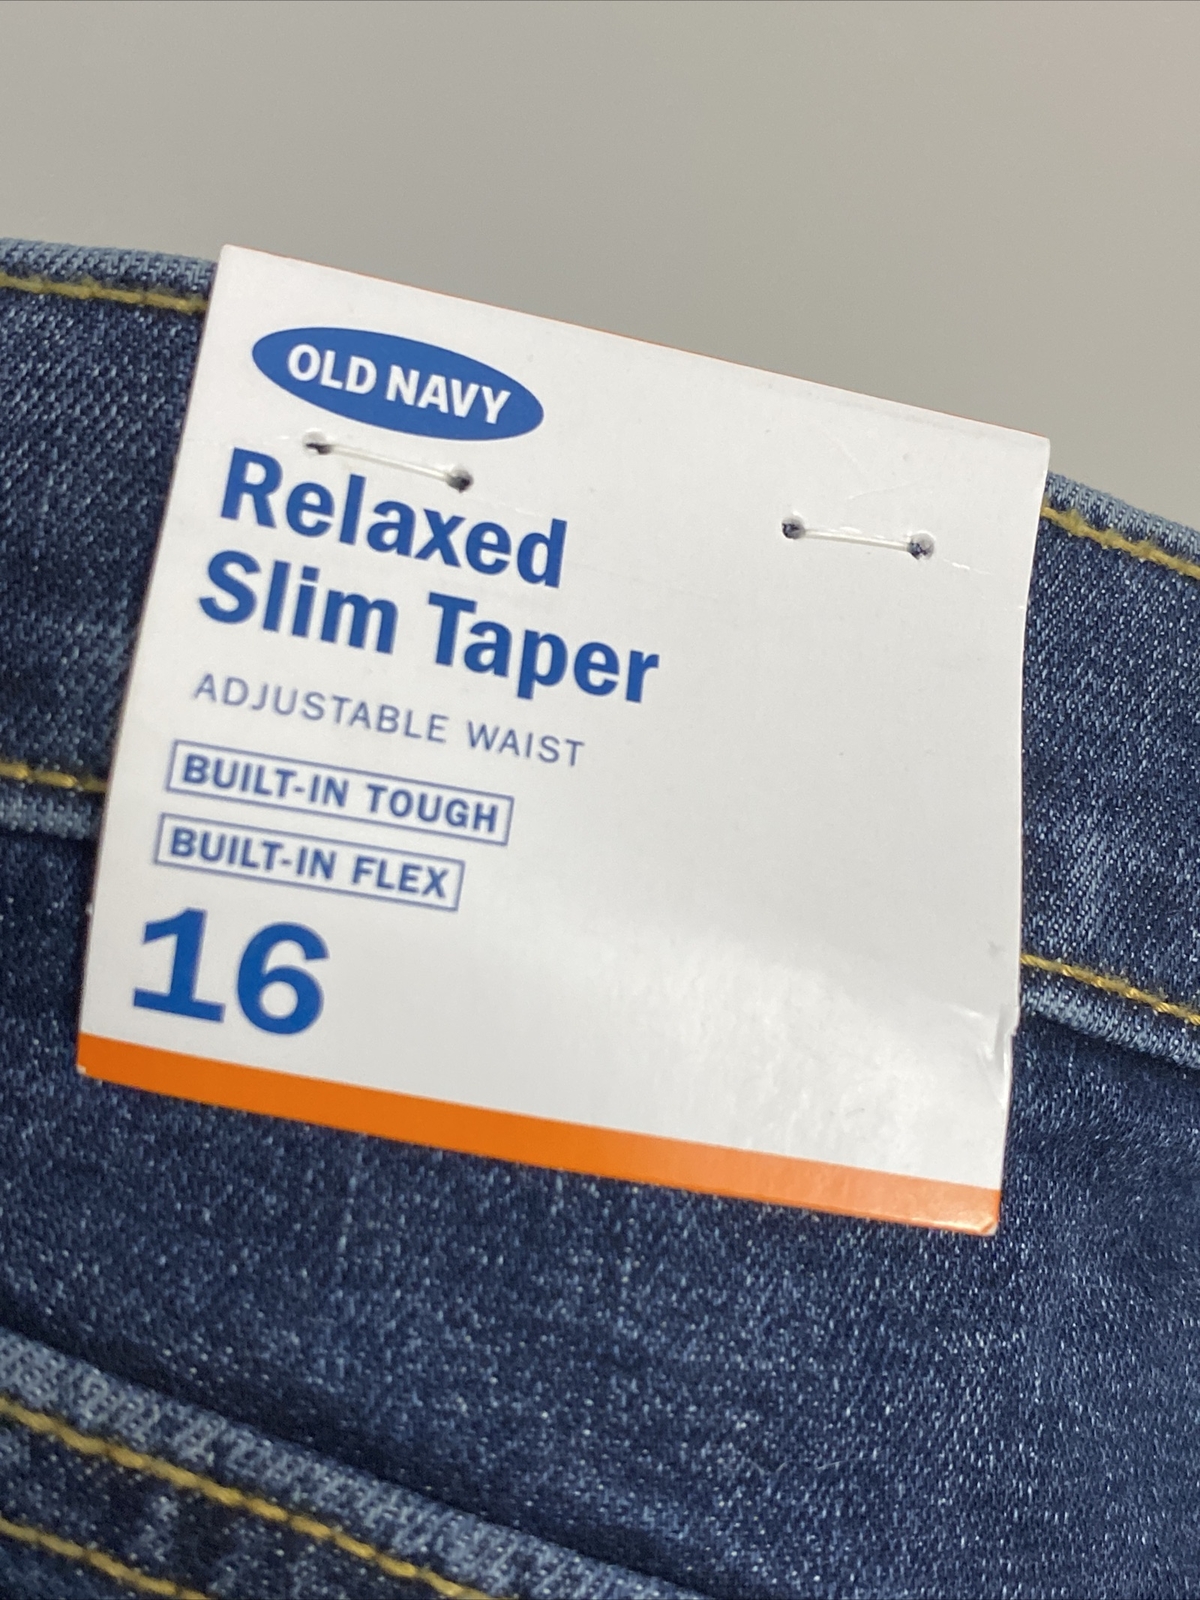 OLD NAVY
Relaxed
Slim Taper
ADJUSTABLE WAIST
BUILT-IN TOUGH
BUILT-IN FLEX
16